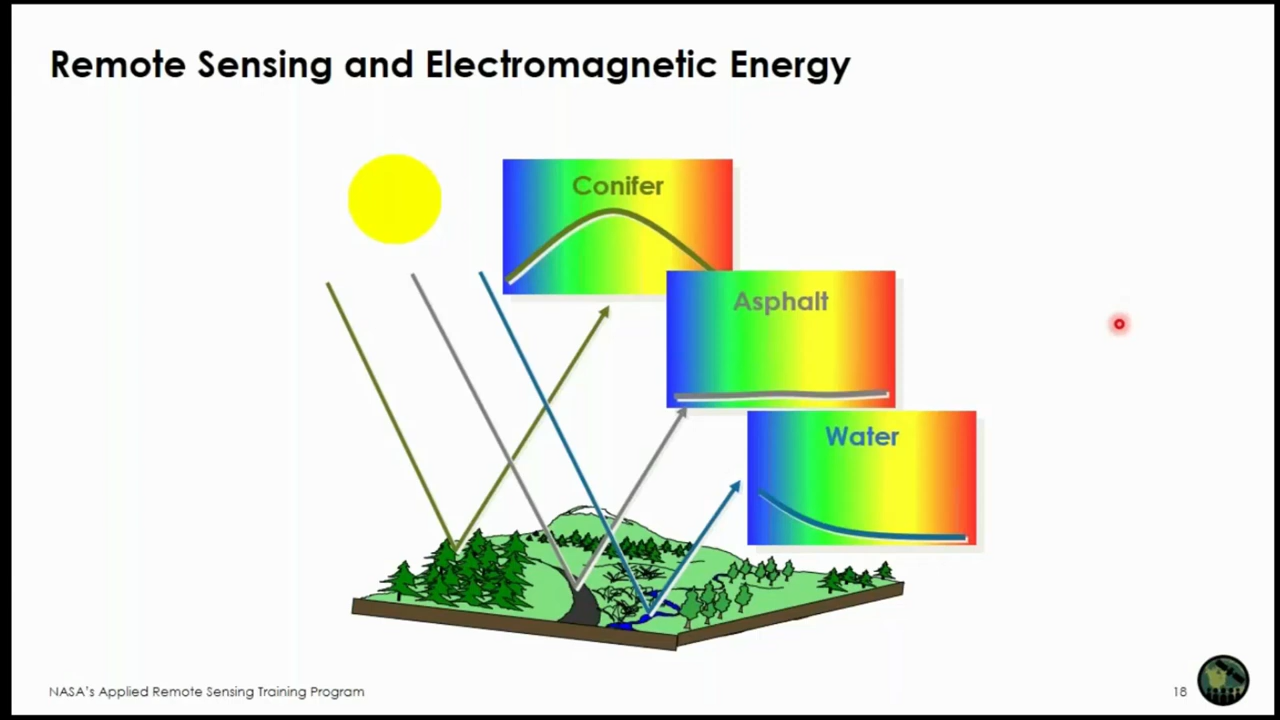 Remote Sensing and Electromagnetic Energy
Conifer
Asphalt
Water
NASA's Applied Remote Sensing Training Program
18